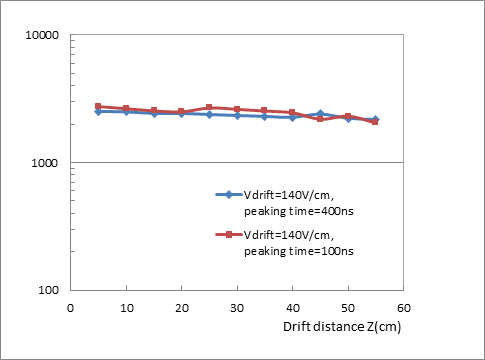 10000
1000
Vdrift=140V/cm,
peaking time=400ns
Vdrift=140V/cm,
peaking time=100ns
100
0 10 20 30 40 50 60
Drift distance Z(cm)